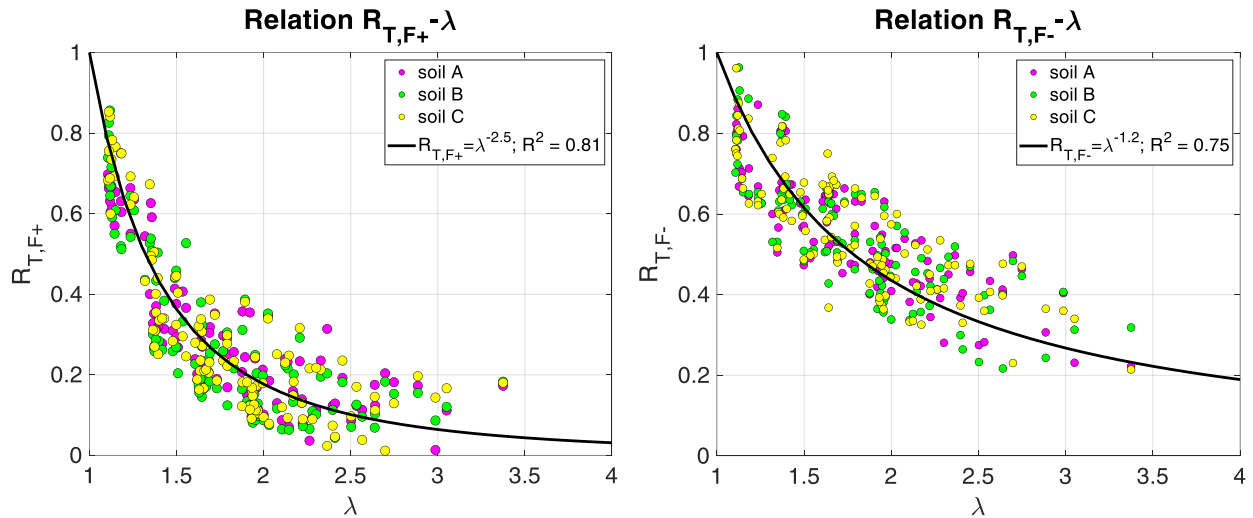 Relation R_T,F+-λ
1
0.8
0.6
0.4
0.2
0
1 1.5 2 2.5 3 3.5 4
R_T,F+
λ
soil A
soil B
soil C
R_T,F+=λ^-2.5; R^2 = 0.81
Relation R_T,F--λ
1
0.8
0.6
0.4
0.2
0
1 1.5 2 2.5 3 3.5 4
R_T,F-
λ
soil A
soil B
soil C
R_T,F-=λ^-1.2; R^2 = 0.75